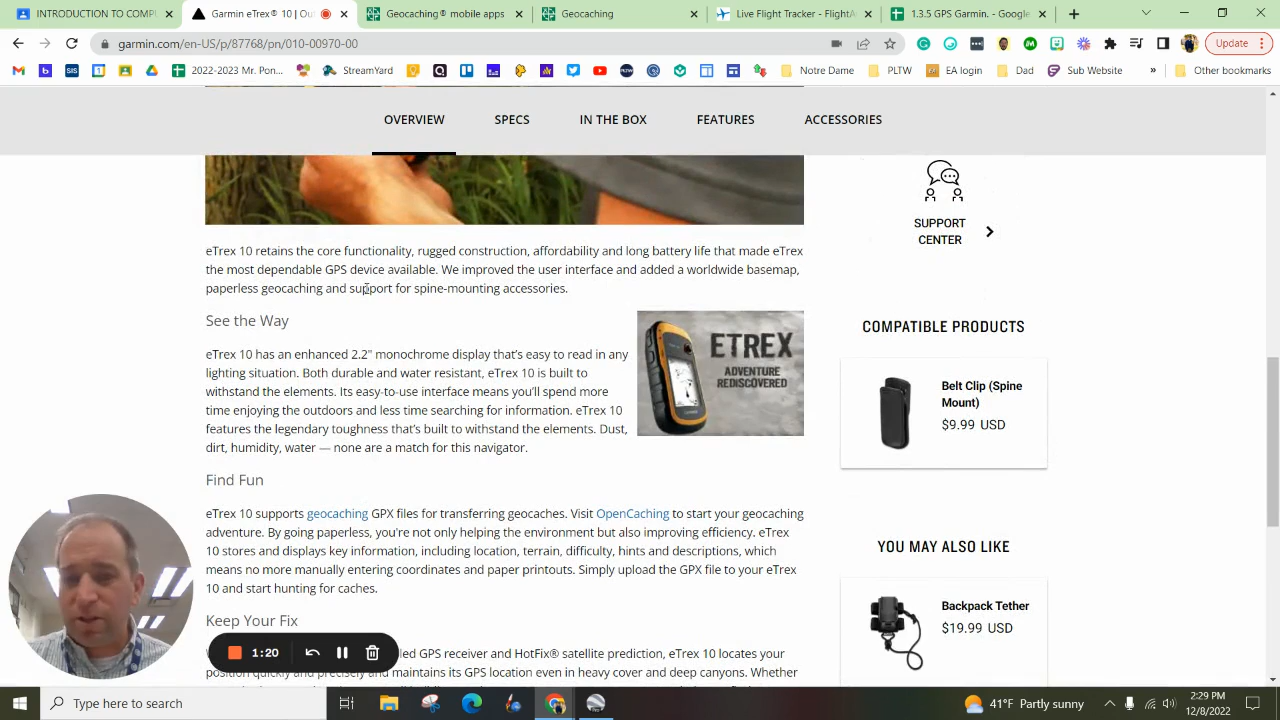 INTRODUCTION TO COMPU
Garmin eTrex® 10 | Ou
Geocaching® mobile apps
Geocaching
Live Flight Tracker - FlightA
1.3.5 GPS Garmin. - Google
garmin.com/en-US/p/87768/pn/010-00970-00
Update
2022-2023 Mr. Pon...
StreamYard
Notre Dame
PLTW
EA login
Dad
Sub Website
Other bookmarks
OVERVIEW
SPECS
IN THE BOX
FEATURES
ACCESSORIES
SUPPORT
CENTER
eTrex 10 retains the core functionality, rugged construction, affordability and long battery life that made eTrex
the most dependable GPS device available. We improved the user interface and added a worldwide basemap,
paperless geocaching and support for spine-mounting accessories.
See the Way
eTrex 10 has an enhanced 2.2" monochrome display that's easy to read in any
lighting situation. Both durable and water resistant, eTrex 10 is built to
withstand the elements. Its easy-to-use interface means you'll spend more
time enjoying the outdoors and less time searching for information. eTrex 10
features the legendary toughness that's built to withstand the elements. Dust,
dirt, humidity, water — none are a match for this navigator.
ETREX
ADVENTURE
REDISCOVERED
Find Fun
eTrex 10 supports geocaching GPX files for transferring geocaches. Visit OpenCaching to start your geocaching
adventure. By going paperless, you're not only helping the environment but also improving efficiency. eTrex
10 stores and displays key information, including location, terrain, difficulty, hints and descriptions, which
means no more manually entering coordinates and paper printouts. Simply upload the GPX file to your eTrex
10 and start hunting for caches.
Keep Your Fix
led GPS receiver and HotFix® satellite prediction, eTrex 10 locates your
position quickly and precisely and maintains its GPS location even in heavy cover and deep canyons. Whether
COMPATIBLE PRODUCTS
Belt Clip (Spine
Mount)
$9.99 USD
YOU MAY ALSO LIKE
Backpack Tether
$19.99 USD
1:20
Type here to search
41°F Partly sunny
2:29 PM
12/8/2022